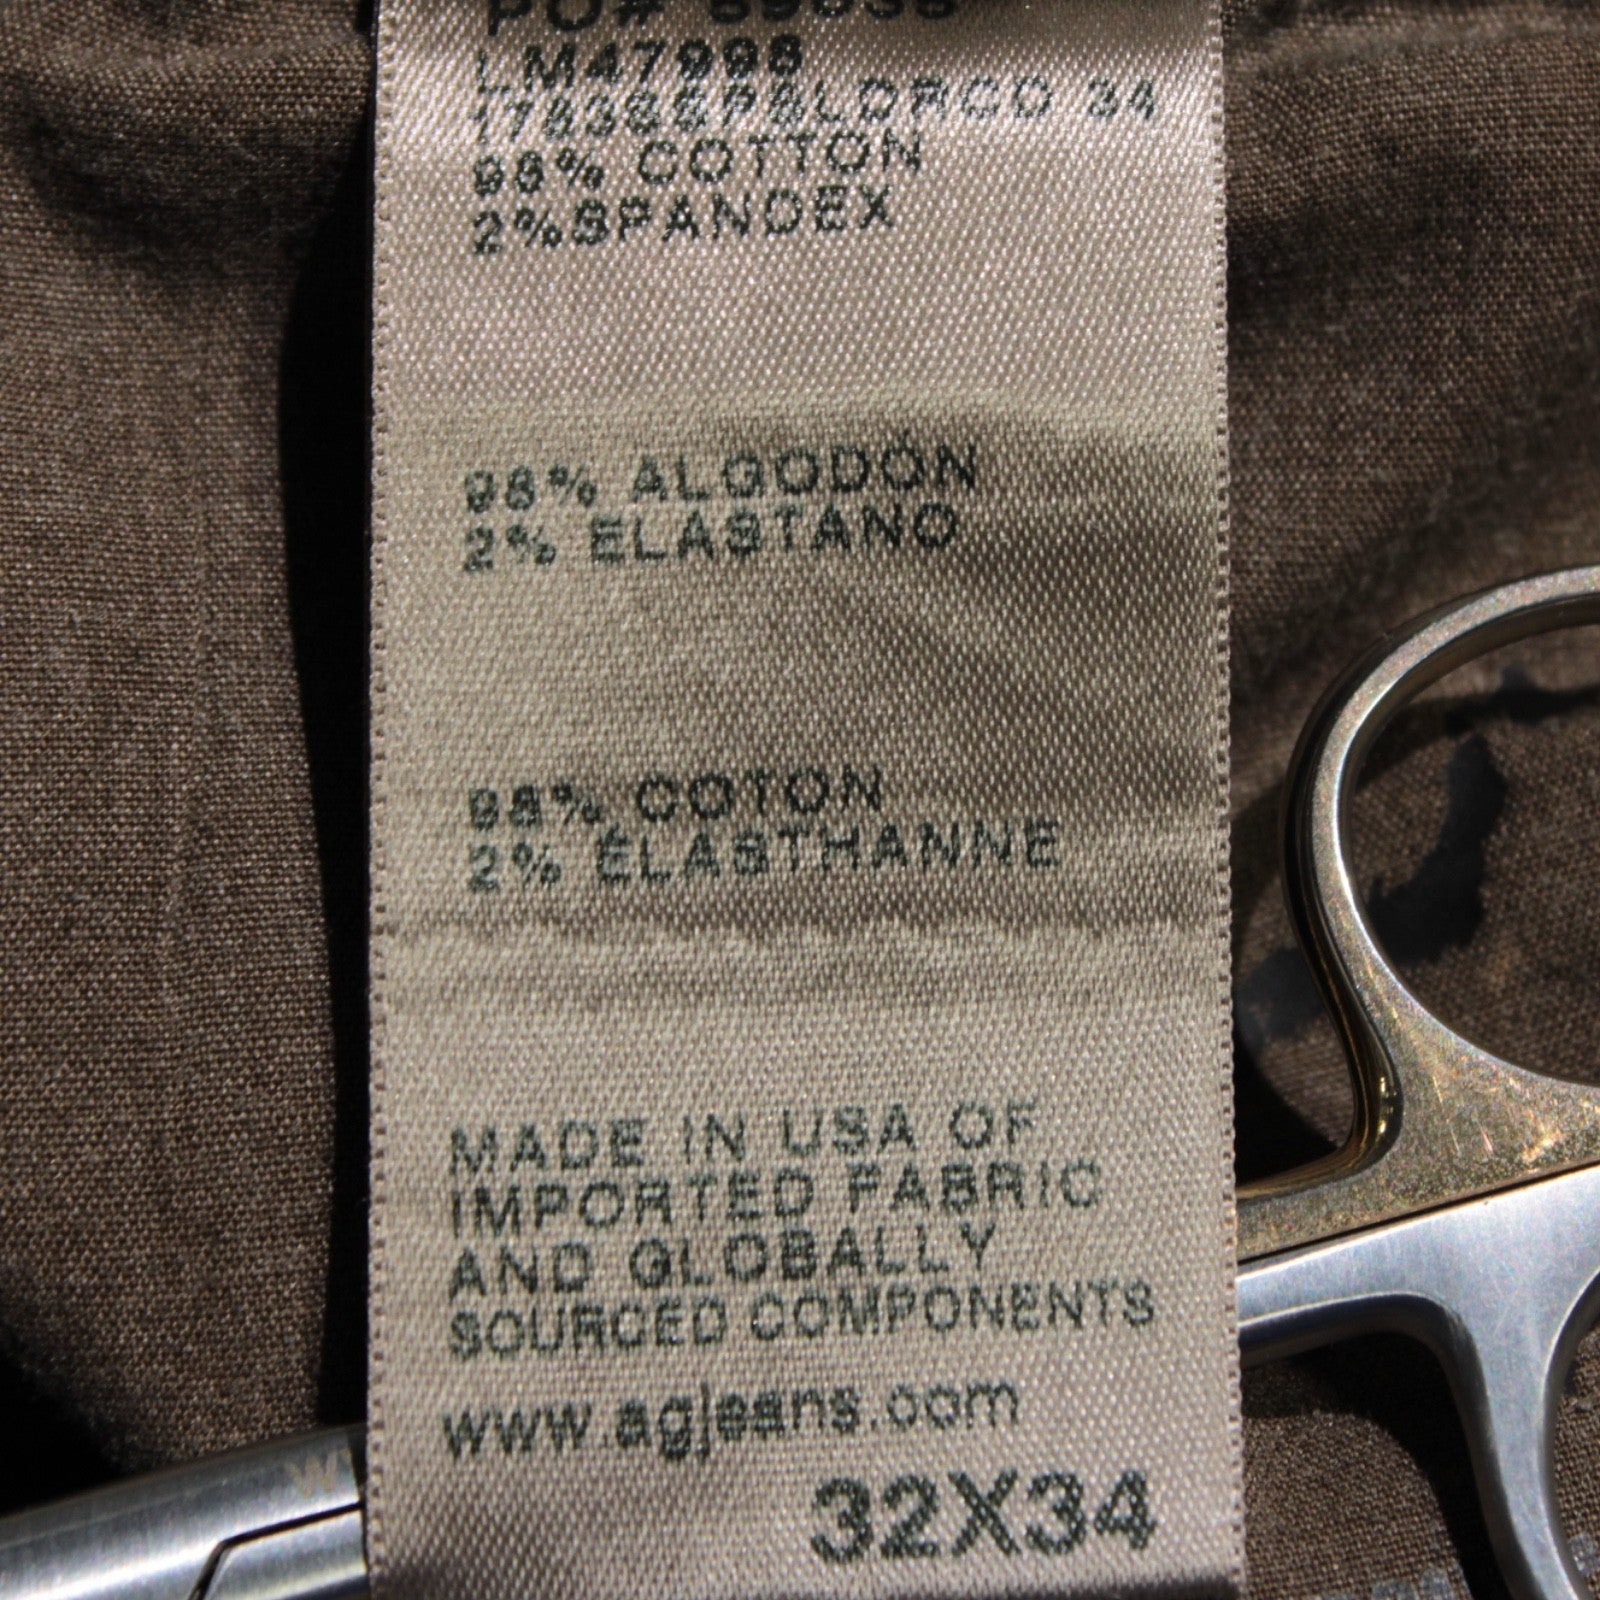 LM47998
98% COTTON
2%SPANDEX
98% ALGODÓN
2% ELASTANO
98% COTON
2% ÉLASTHANNE
MADE IN USA OF
IMPORTED FABRIC
AND GLOBALLY
SOURCED COMPONENTS
www.agjeans.com
32X34